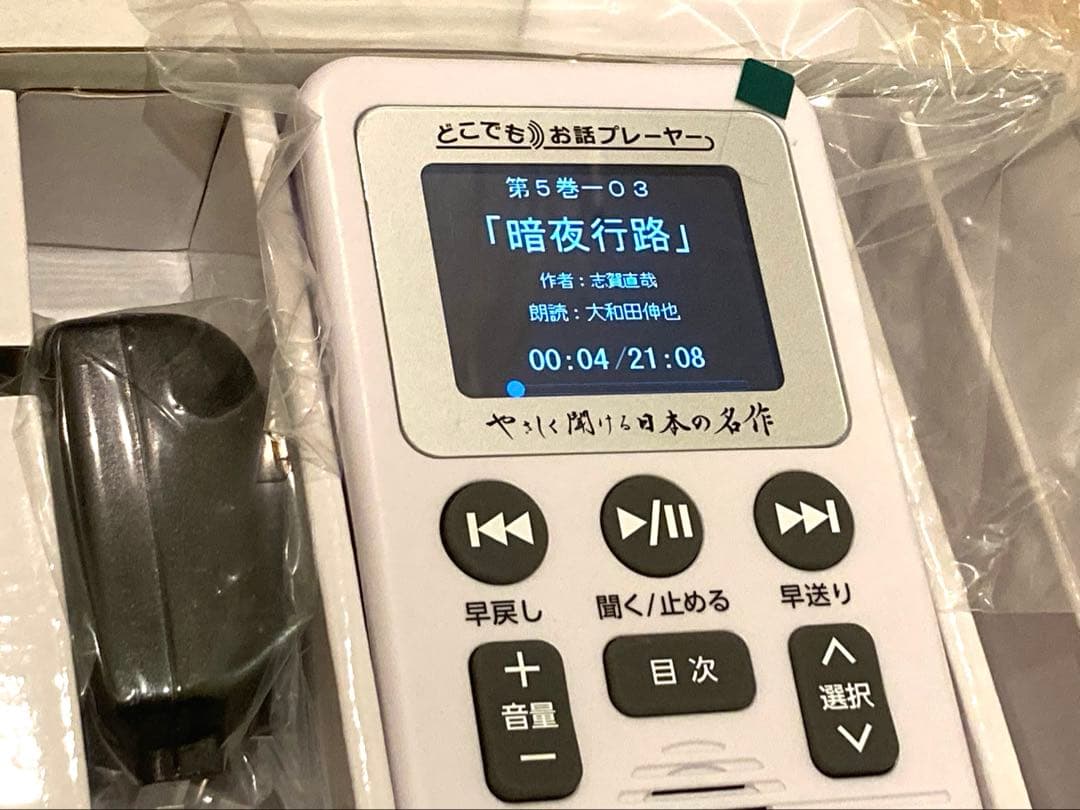 どこでも お話プレーヤー
第5巻ー03
「暗夜行路」
作者：志賀直哉
朗読：大和田伸也
00:04/21:08
やさしく聞ける日本の名作
早戻し
聞く/止める
早送り
+
音量
−
目次
選択